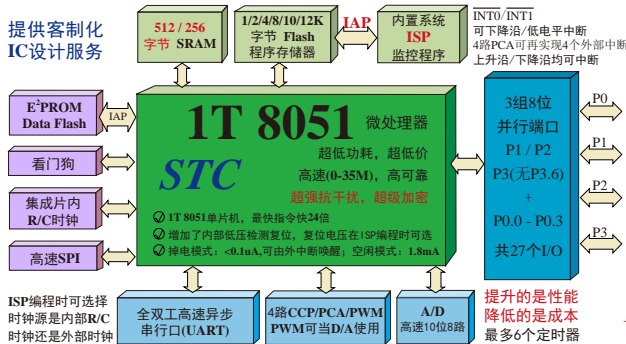 提供客制化
IC设计服务
512 / 256
字节 SRAM
1/2/4/8/10/12K
字节 Flash
程序存储器
IAP
内置系统
ISP
监控程序
INT0/INT1
可下降沿/低电平中断
4路PCA可再实现4个外部中断
上升沿/下降沿均可中断
E²PROM
Data Flash
IAP
看门狗
集成片内
R/C时钟
高速SPI
1T 8051 微处理器
STC
超低功耗，超低价
高速(0-35M)，高可靠
超强抗干扰，超级加密
1T 8051单片机，最快指令快24倍
增加了内部低压检测复位，复位电压在ISP编程时可选
掉电模式：<0.1uA,可由外中断唤醒；空闲模式：1.8mA
3组8位
并行端口
P1 / P2
P3(无P3.6)
+
P0.0 - P0.3
共27个I/O
P0
P1
P2
P3
ISP编程时可选择
时钟源是内部R/C
时钟还是外部时钟
全双工高速异步
串行口(UART)
4路CCP/PCA/PWM
PWM可当D/A使用
A/D
高速10位8路
提升的是性能
降低的是成本
最多6个定时器